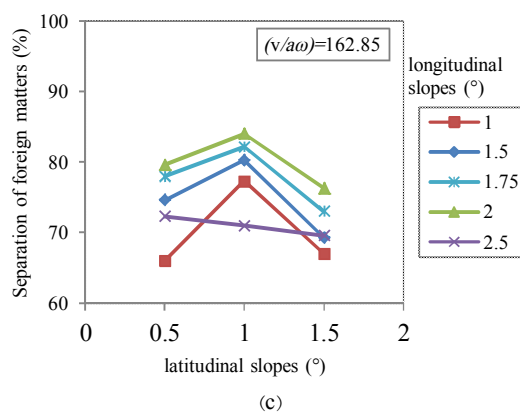 100
90
80
70
60
Separation of foreign matters (%)
(v/aω)=162.85
0
0.5
1
1.5
2
latitudinal slopes (°)
longitudinal
slopes (°)
1
1.5
1.75
2
2.5
(c)